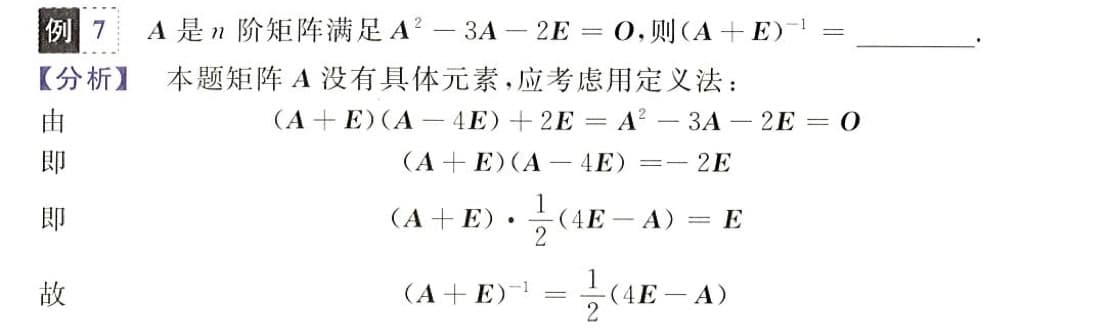 例 7 A 是 n 阶矩阵满足 A² − 3A − 2E = O,则(A + E)⁻¹ = ________.
【分析】 本题矩阵 A 没有具体元素,应考虑用定义法:
由 (A + E)(A − 4E) + 2E = A² − 3A − 2E = O
即 (A + E)(A − 4E) =− 2E
即 (A + E) · 1/2 (4E − A) = E
故 (A + E)⁻¹ = 1/2 (4E − A)